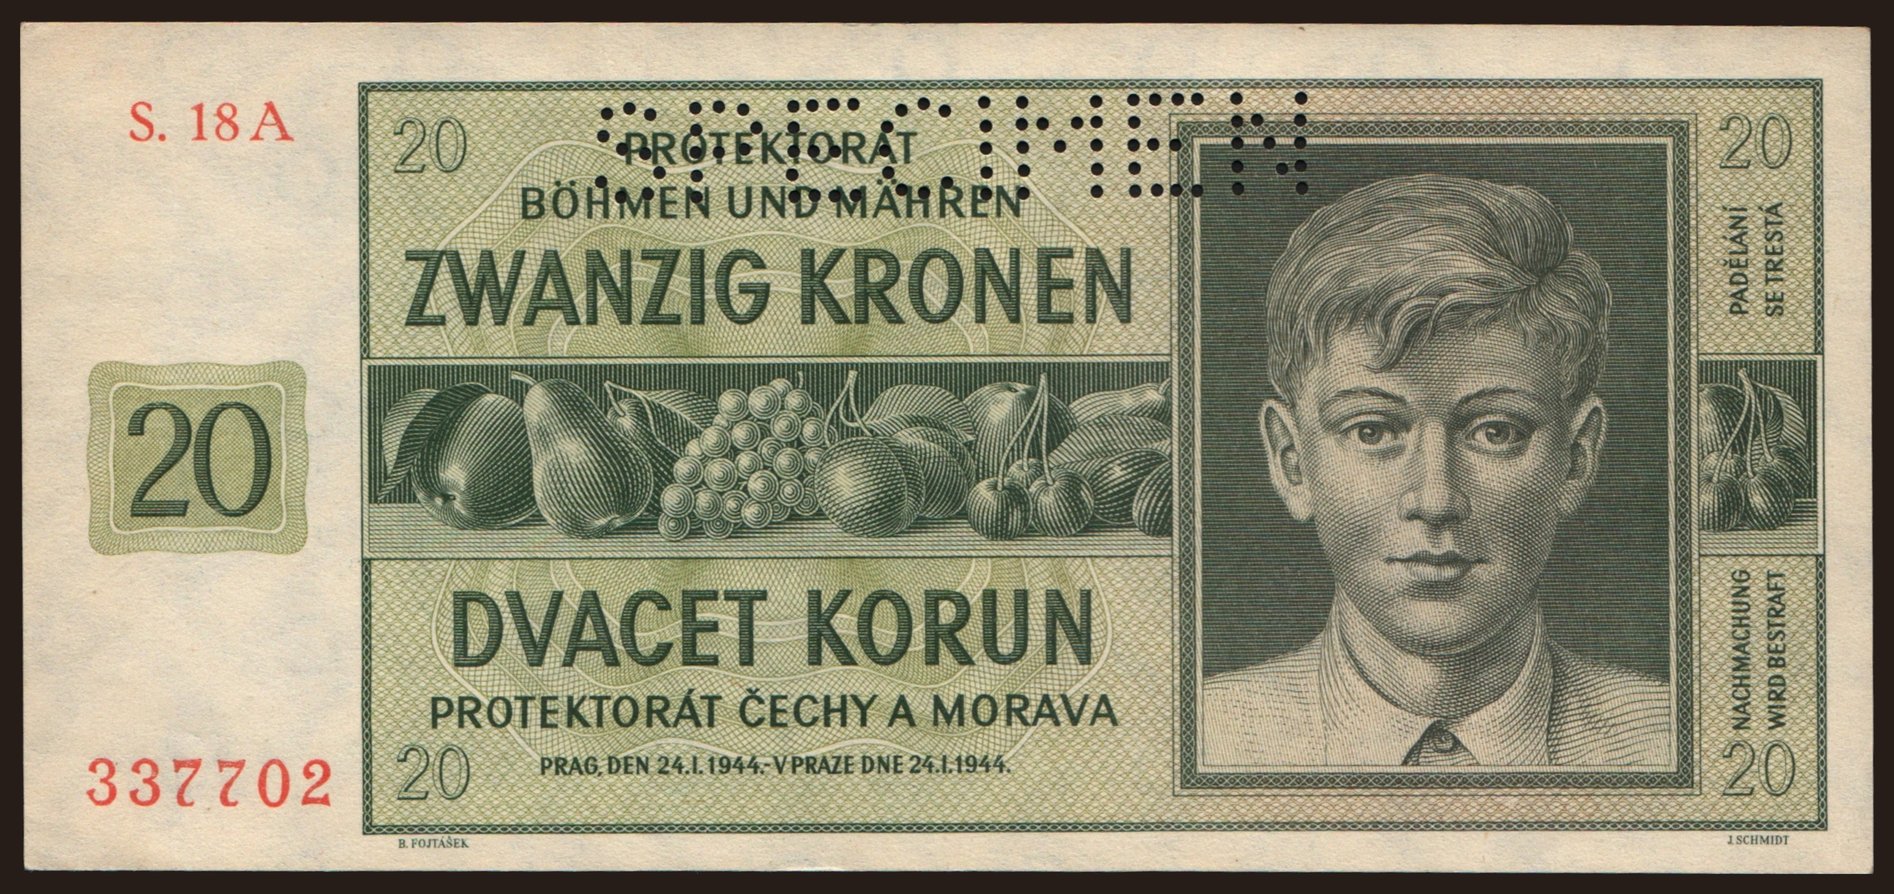 S. 18 A
SPECIMEN
20
20
PROTEKTORAT
BÖHMEN UND MÄHREN
ZWANZIG KRONEN
PADĚLÁNÍ
SE TRESTÁ
20
DVACET KORUN
PROTEKTORÁT ČECHY A MORAVA
PRAG, DEN 24.I.1944.-V PRAZE DNE 24.I.1944.
NACHMACHUNG
WIRD BESTRAFT
337702
20
20
B. FOJTÁŠEK
J. SCHMIDT